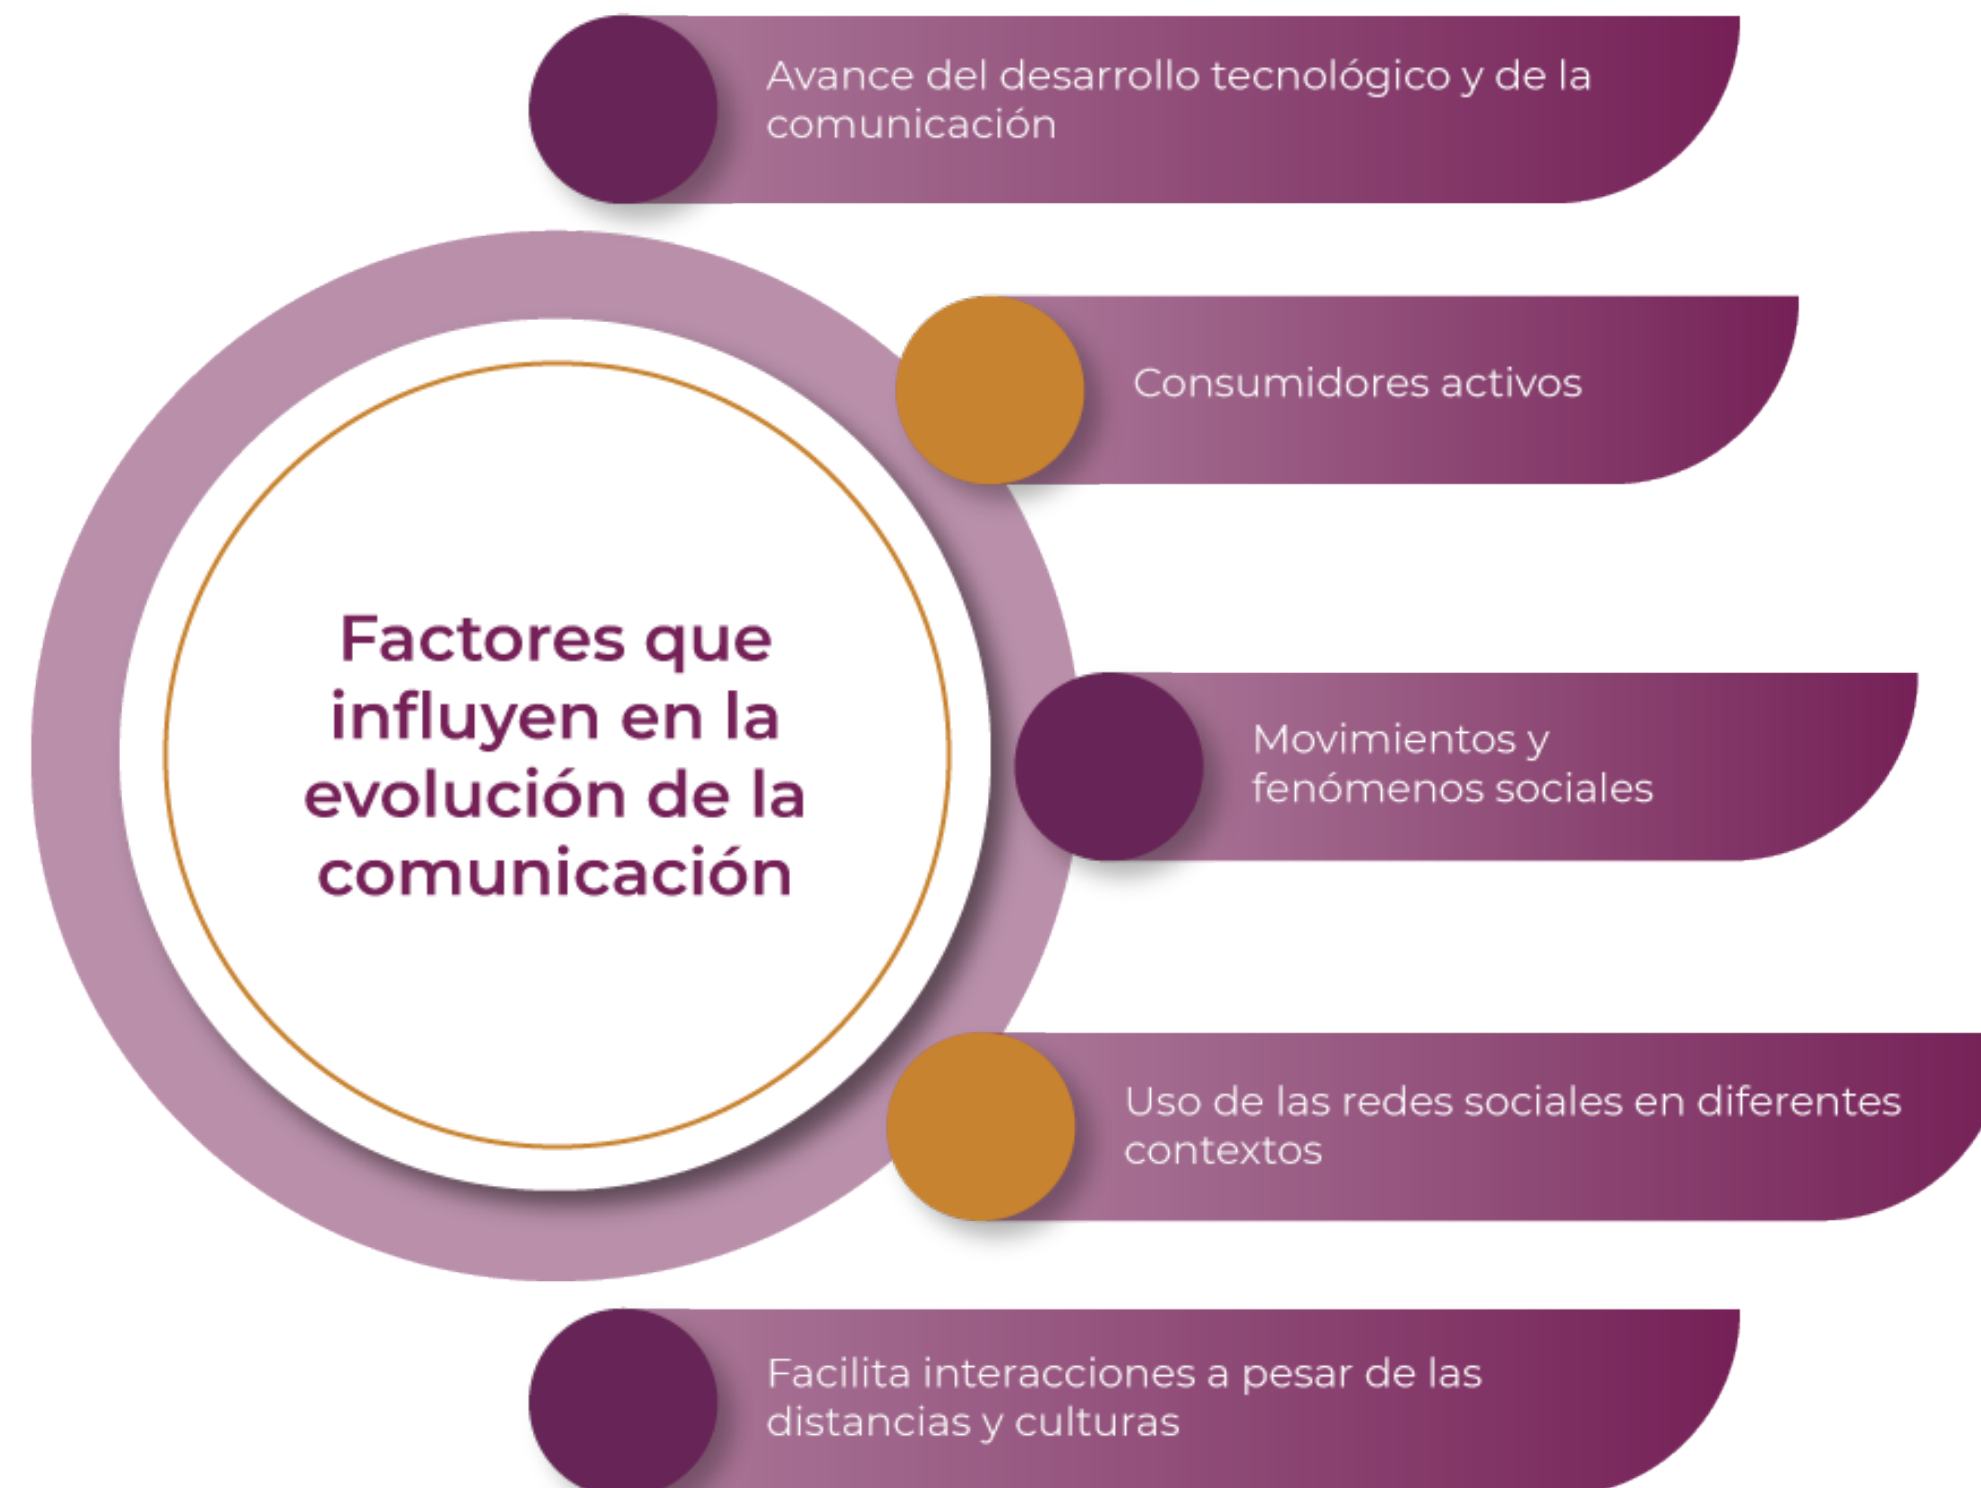 Avance del desarrollo tecnológico y de la
comunicación
Consumidores activos
Factores que
influyen en la
evolución de la
comunicación
Movimientos y
fenómenos sociales
Uso de las redes sociales en diferentes
contextos
Facilita interacciones a pesar de las
distancias y culturas